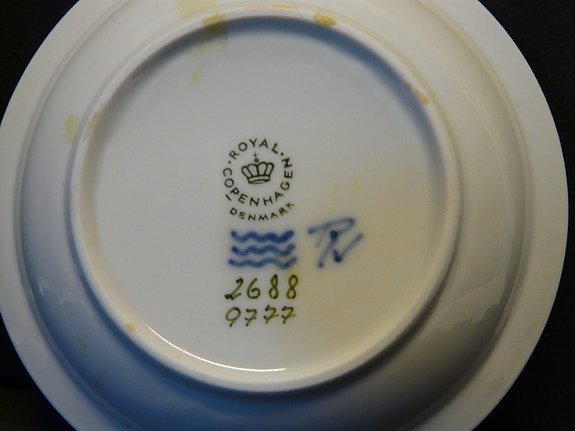 ROYAL
COPENHAGEN
DENMARK
2688
9777